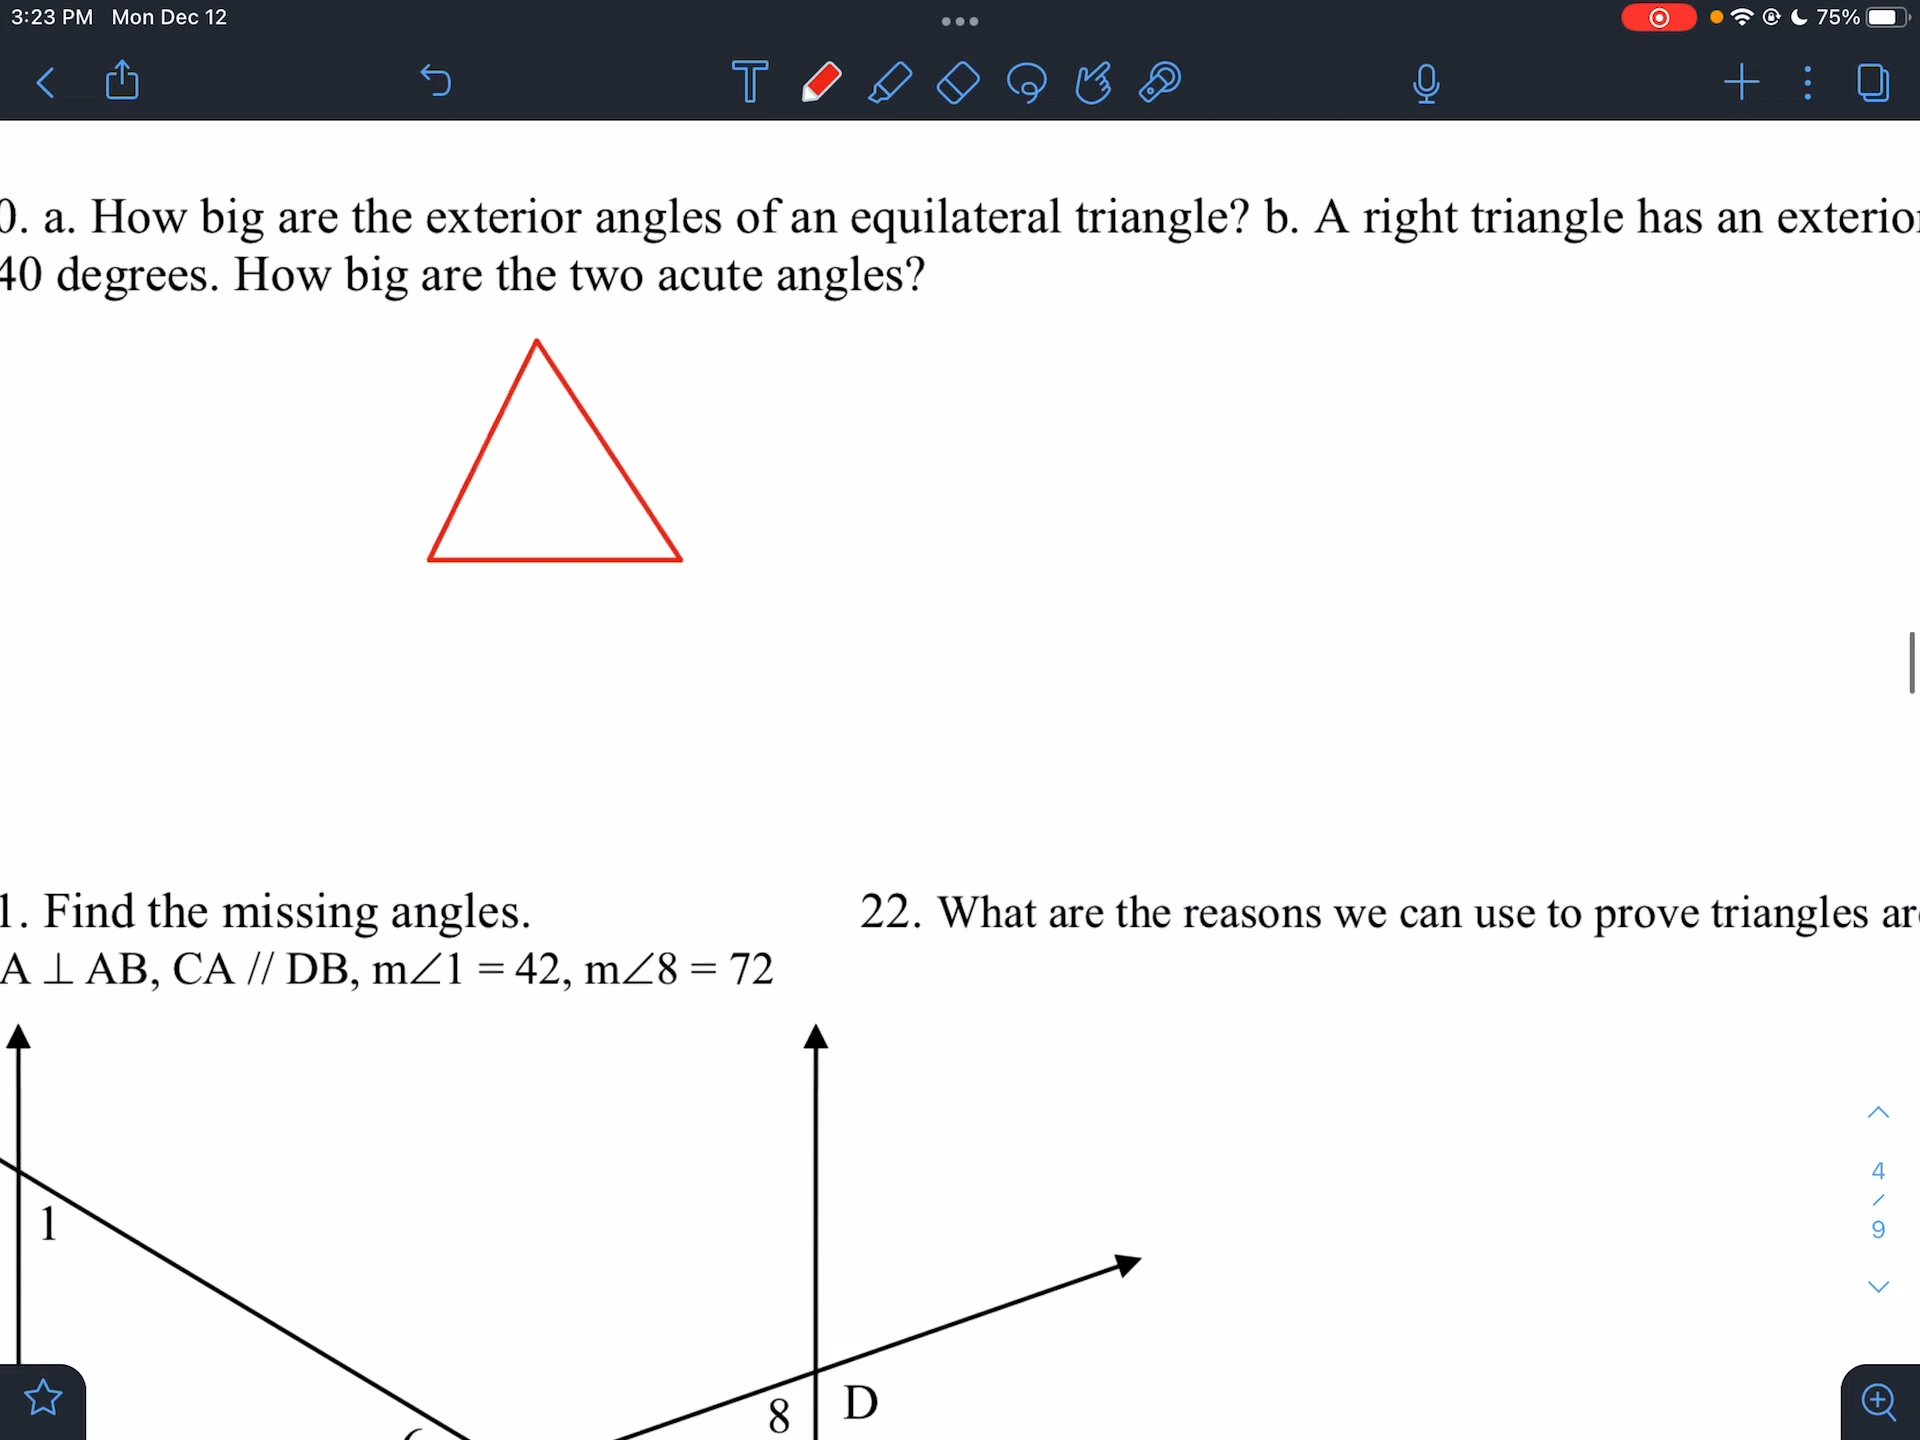 3:23 PM Mon Dec 12
75%
0. a. How big are the exterior angles of an equilateral triangle? b. A right triangle has an exterior
40 degrees. How big are the two acute angles?
1. Find the missing angles.
A ⊥ AB, CA // DB, m∠1 = 42, m∠8 = 72
22. What are the reasons we can use to prove triangles are
1
8
D
4
/
9